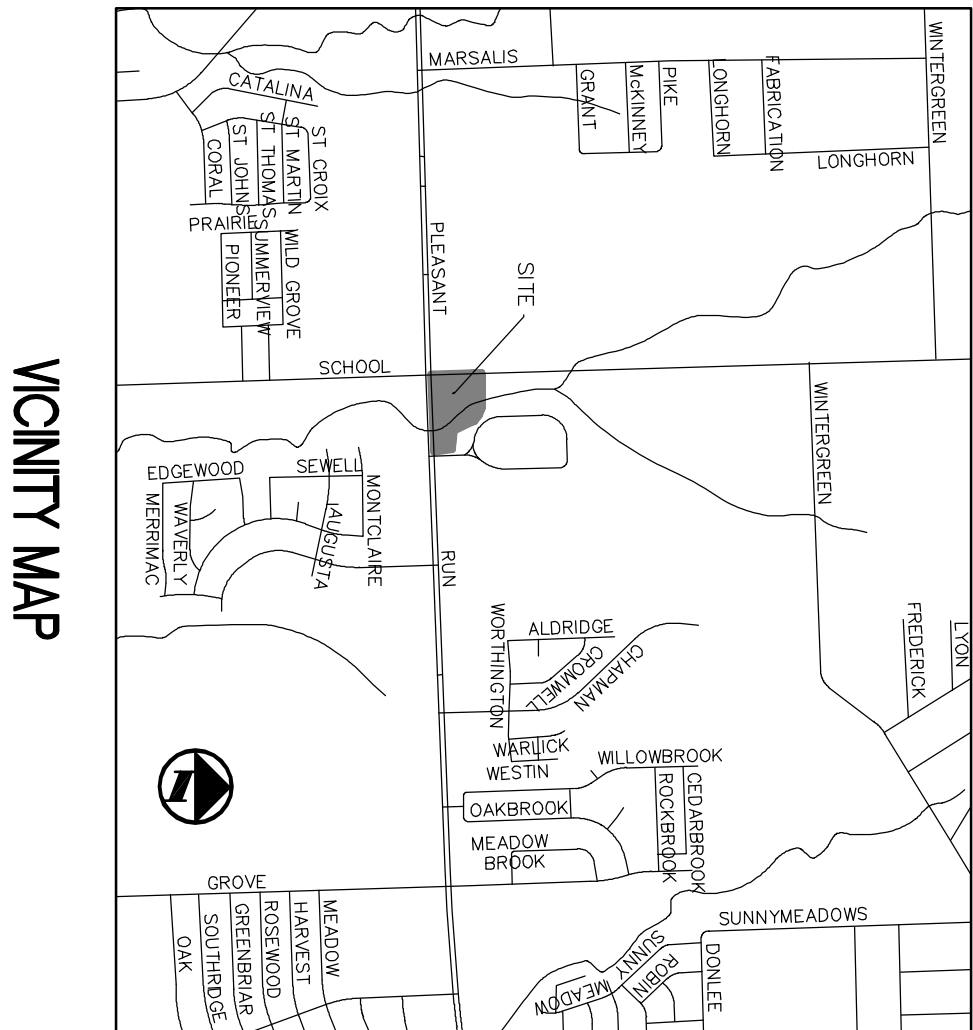 VICINITY MAP
MARSALIS
WINTERGREEN
CATALINA
GRANT
McKINNEY
PIKE
LONGHORN
FABRICATION
LONGHORN
CORAL
ST JOHNS
ST THOMAS
ST MARTIN
ST CROIX
PRAIRIE
PIONEER
SUMMERVIEW
WILD GROVE
PLEASANT
SITE
SCHOOL
WINTERGREEN
EDGEWOOD
SEWELL
MERRIMAC
WAVERLY
AUGUSTA
MONTCLAIRE
RUN
WORTHINGTON
ALDRIDGE
CROMWELL
CHAPMAN
FREDERICK
LYON
WARLICK
WESTIN
WILLOWBROOK
OAKBROOK
ROCKBROOK
CEDARBROOK
MEADOW
BROOK
GROVE
SUNNYMEADOWS
OAK
SOUTHRIDGE
GREENBRIAR
ROSEWOOD
HARVEST
MEADOW
SUNNY
MEADOW
ROBIN
DONLEE